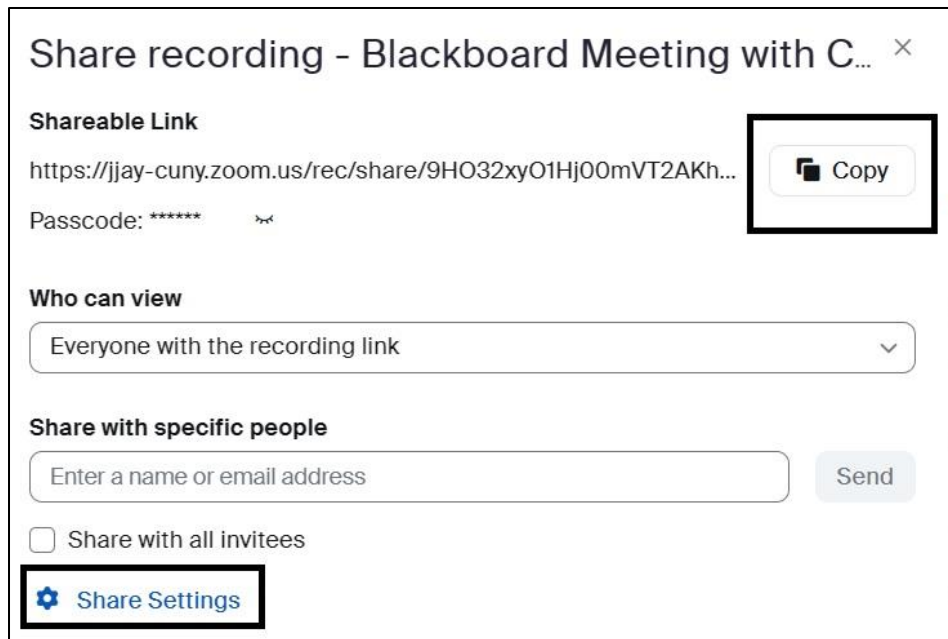 Share recording - Blackboard Meeting with C...
Shareable Link
https://jjay-cuny.zoom.us/rec/share/9HO32xyO1Hj00mVT2AKh... Copy
Passcode: ******
Who can view
Everyone with the recording link
Share with specific people
Enter a name or email address Send
Share with all invitees
Share Settings